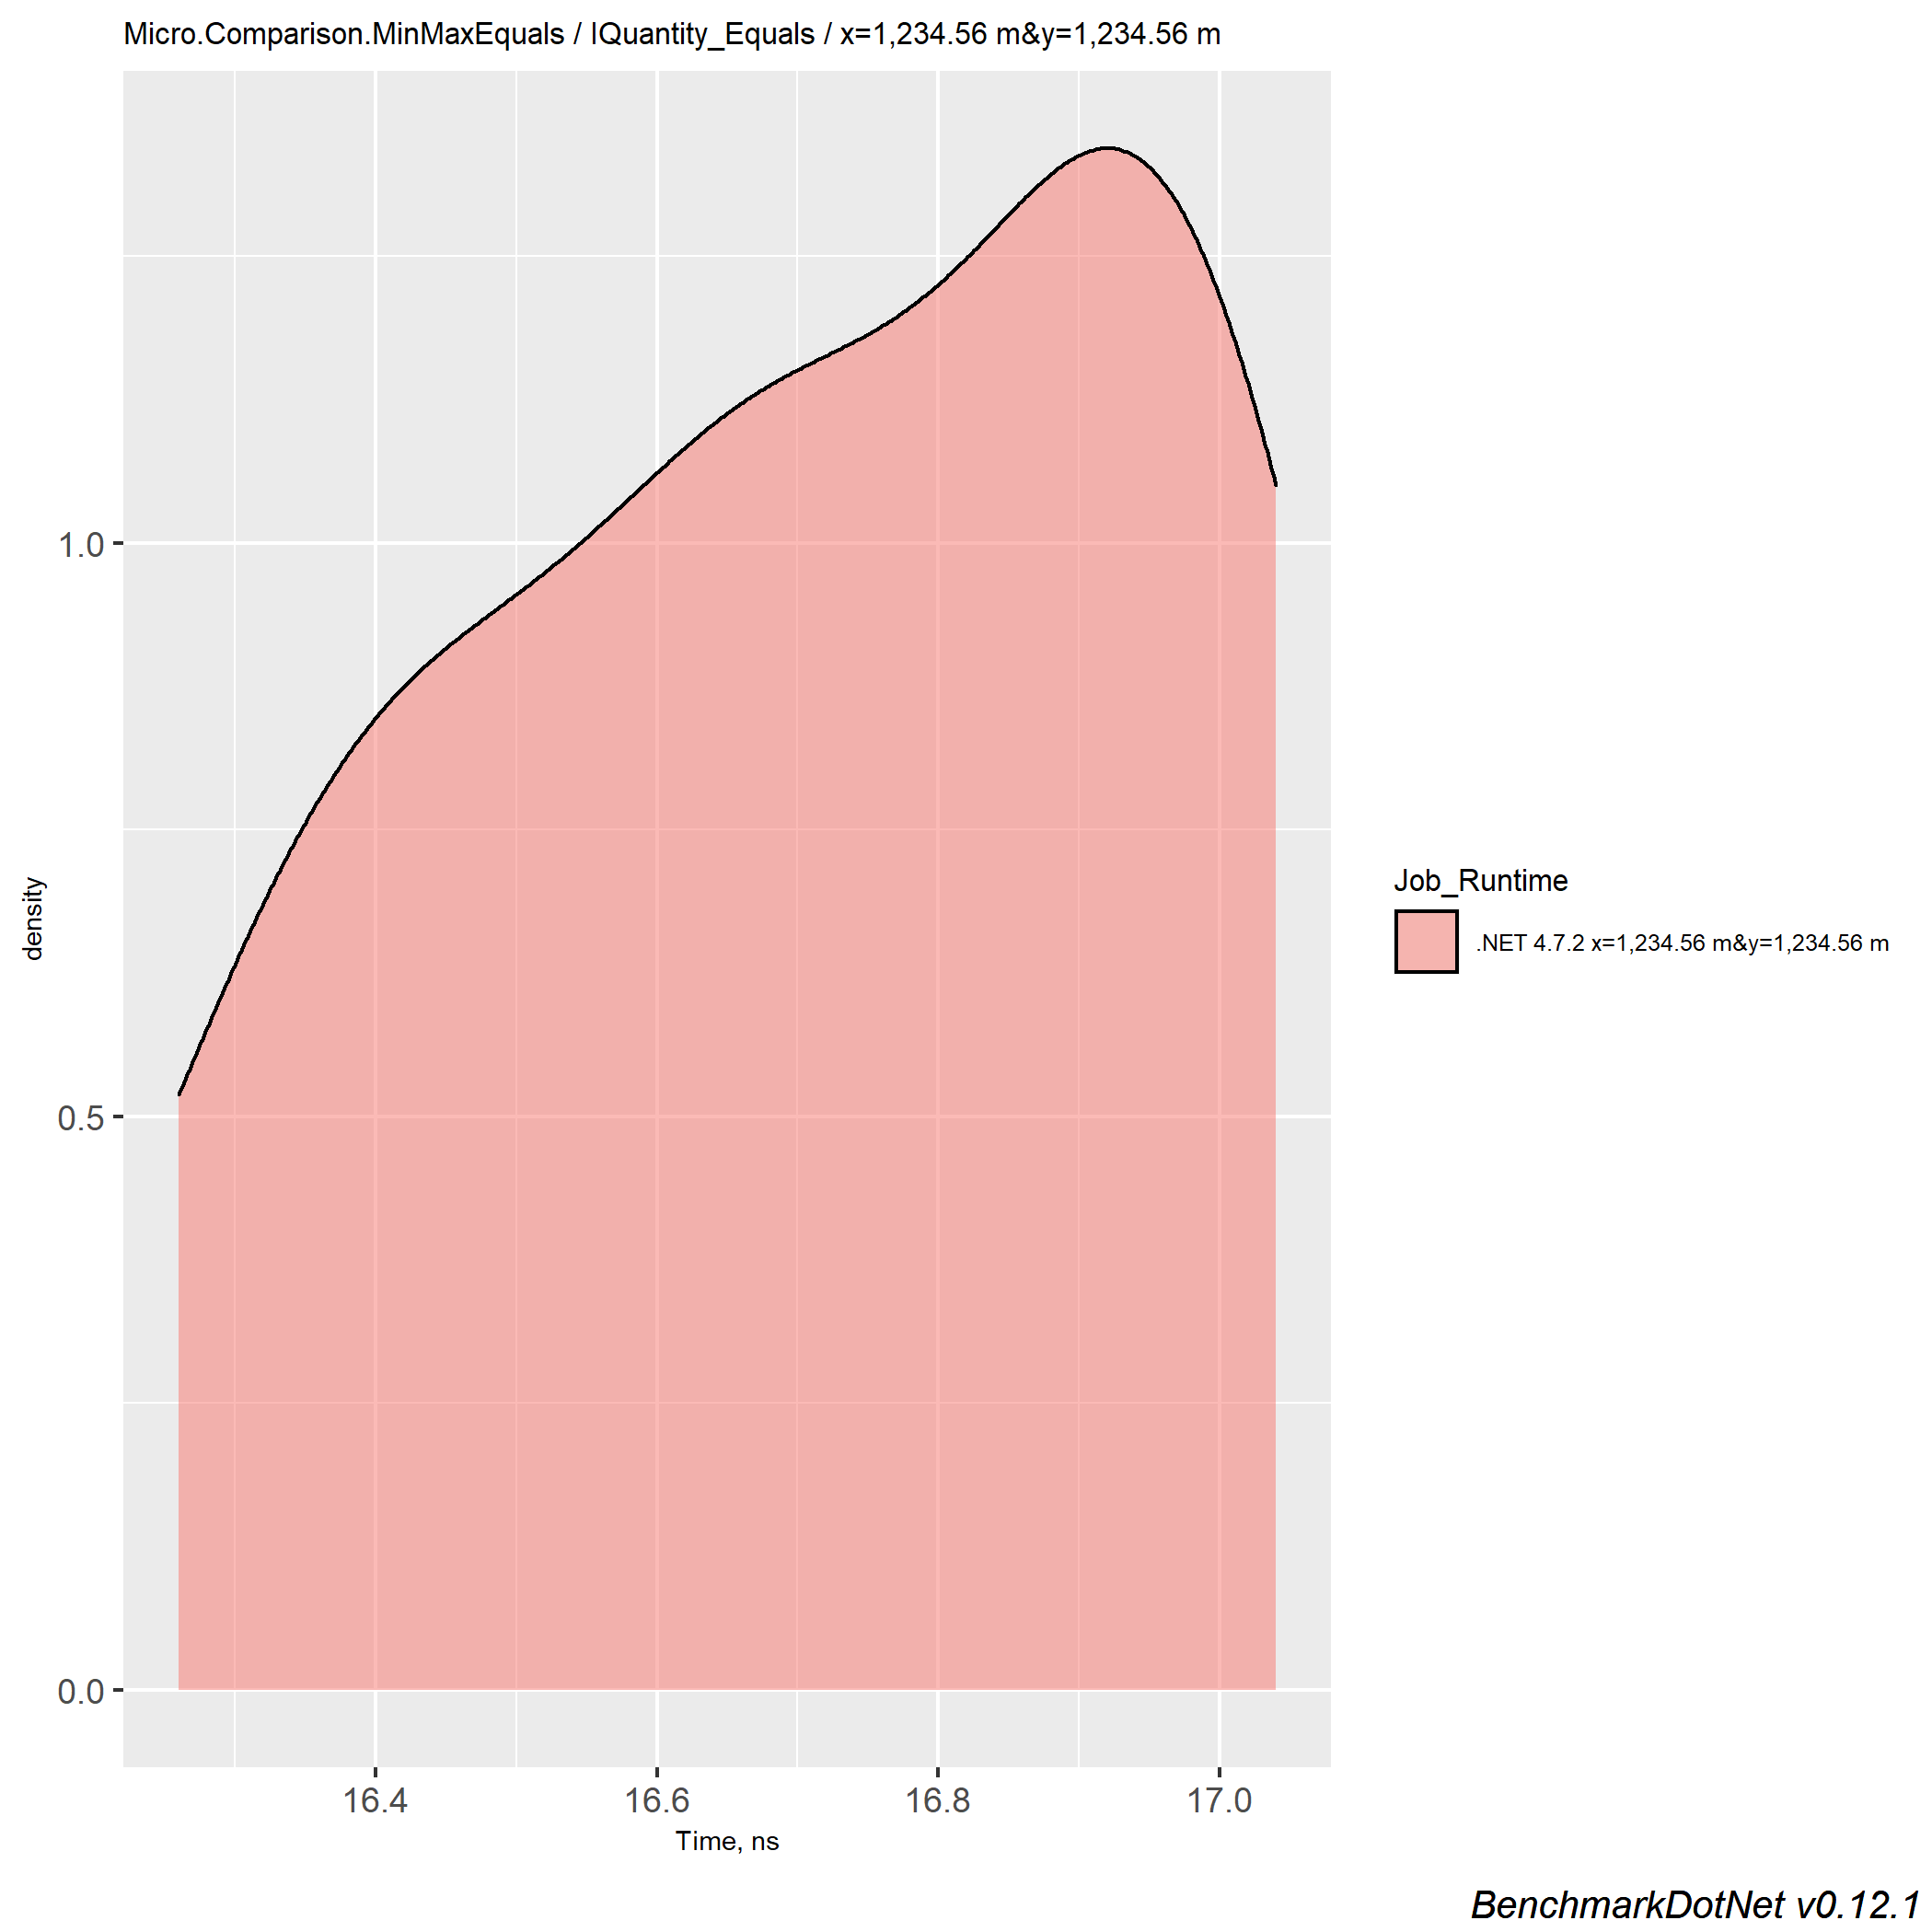 Micro.Comparison.MinMaxEquals / IQuantity_Equals / x=1,234.56 m&y=1,234.56 m
1.0
0.5
0.0
density
16.4 16.6 16.8 17.0
Time, ns
Job_Runtime
.NET 4.7.2 x=1,234.56 m&y=1,234.56 m
BenchmarkDotNet v0.12.1